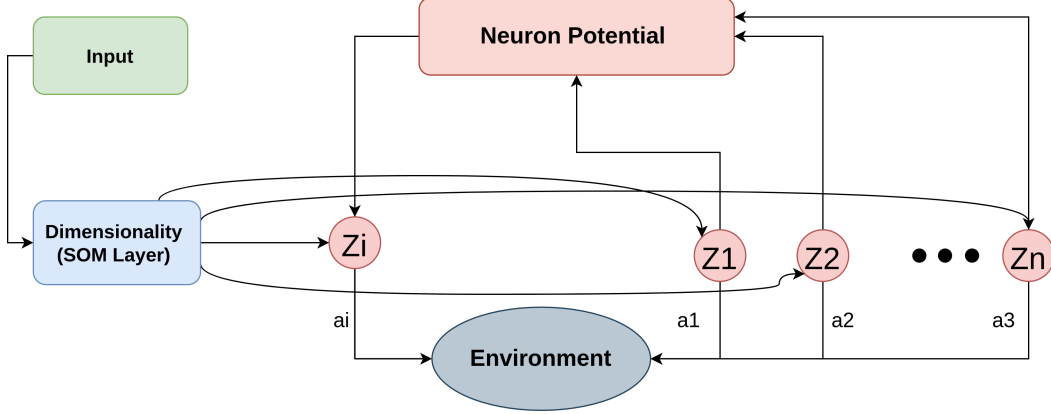 Neuron Potential
Input
Dimensionality
(SOM Layer)
Zi
Z1
Z2
Zn
ai
a1
a2
a3
Environment